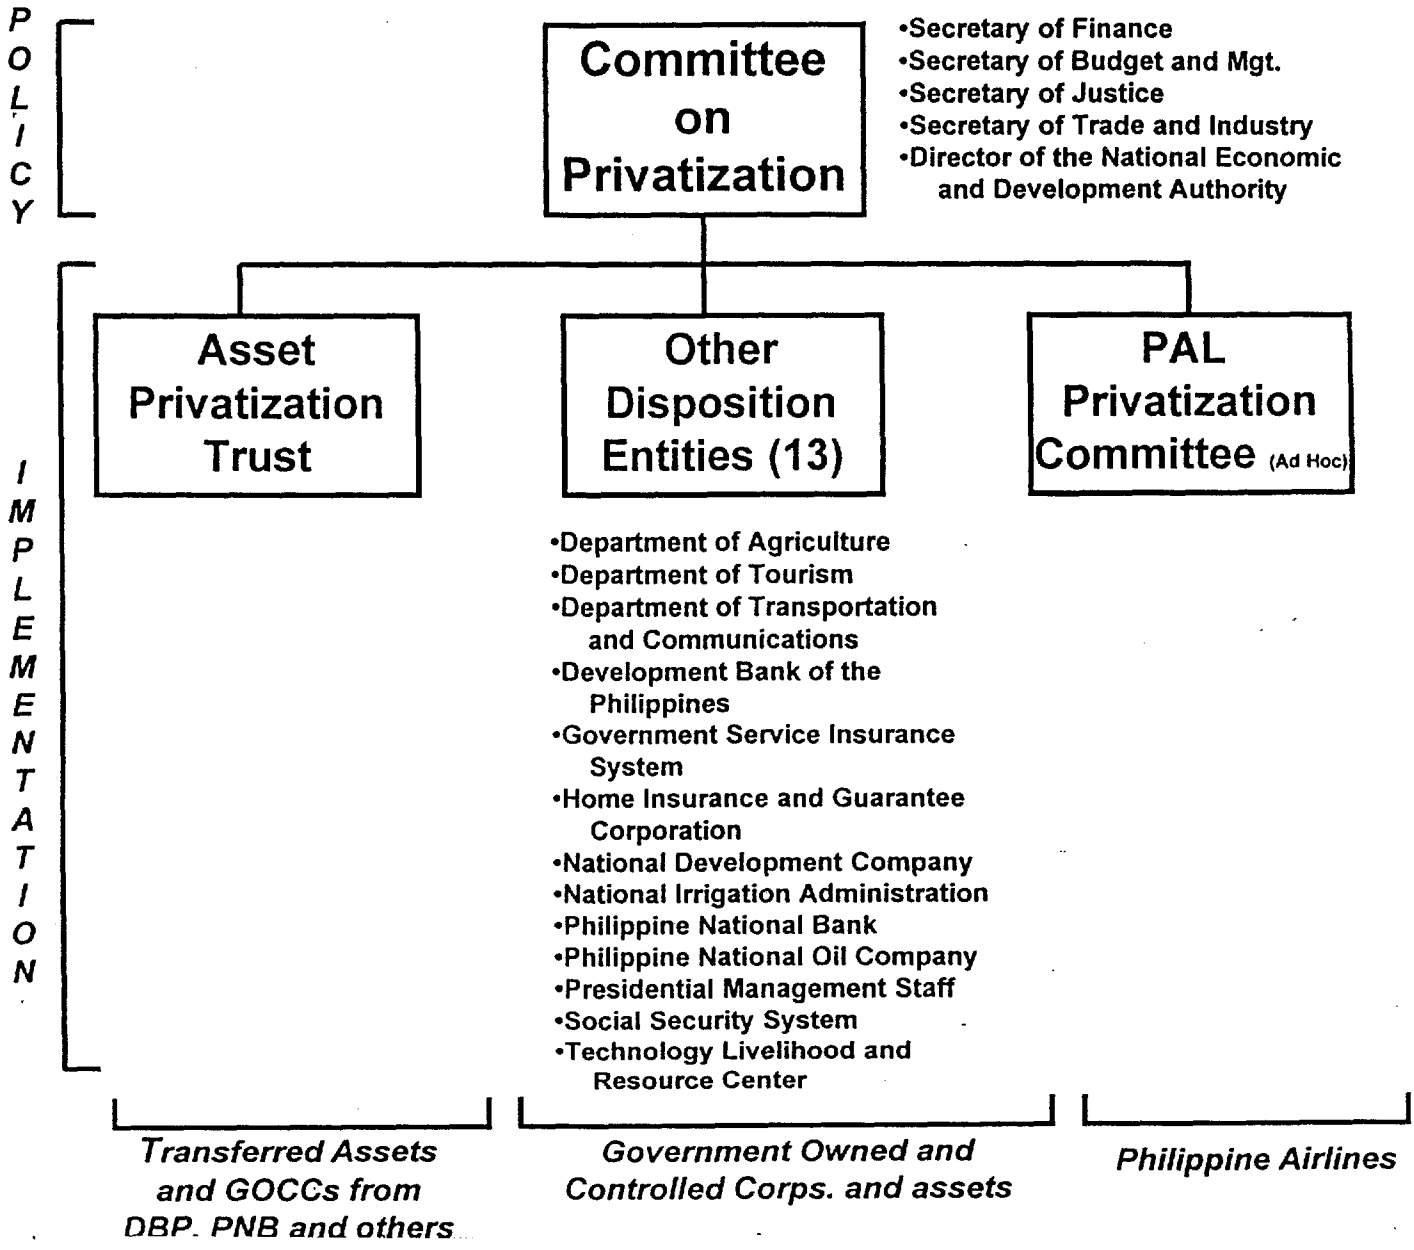 POLICY
Committee
on
Privatization
•Secretary of Finance
•Secretary of Budget and Mgt.
•Secretary of Justice
•Secretary of Trade and Industry
•Director of the National Economic
and Development Authority
IMPLEMENTATION
Asset
Privatization
Trust
Other
Disposition
Entities (13)
PAL
Privatization
Committee (Ad Hoc)
•Department of Agriculture
•Department of Tourism
•Department of Transportation
and Communications
•Development Bank of the
Philippines
•Government Service Insurance
System
•Home Insurance and Guarantee
Corporation
•National Development Company
•National Irrigation Administration
•Philippine National Bank
•Philippine National Oil Company
•Presidential Management Staff
•Social Security System
•Technology Livelihood and
Resource Center
Transferred Assets
and GOCCs from
DBP, PNB and others
Government Owned and
Controlled Corps. and assets
Philippine Airlines